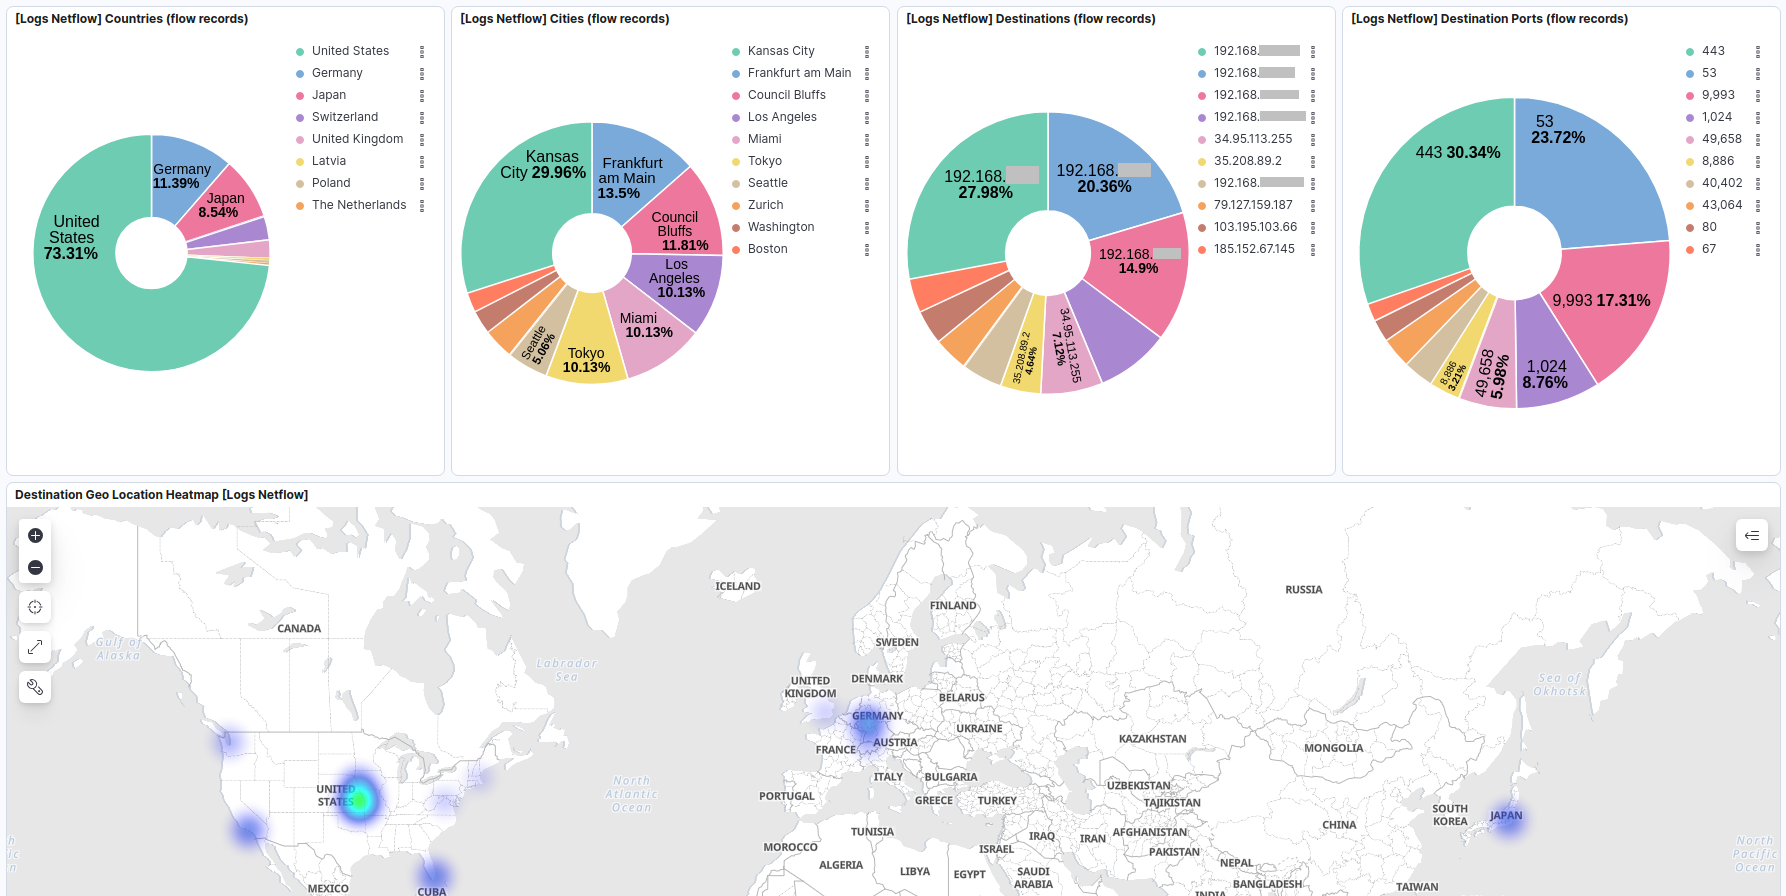 [Logs Netflow] Countries (flow records)
United States
Germany
Japan
Switzerland
United Kingdom
Latvia
Poland
The Netherlands
Germany
11.39%
Japan
8.54%
United
States
73.31%
[Logs Netflow] Cities (flow records)
Kansas City
Frankfurt am Main
Council Bluffs
Los Angeles
Miami
Tokyo
Seattle
Zurich
Washington
Boston
Kansas
City 29.96%
Frankfurt
am Main
13.5%
Council
Bluffs
11.81%
Los
Angeles
10.13%
Miami
10.13%
Tokyo
10.13%
Seattle
5.06%
[Logs Netflow] Destinations (flow records)
192.168.
192.168.
192.168.
192.168.
34.95.113.255
35.208.89.2
192.168.
79.127.159.187
103.195.103.66
185.152.67.145
192.168.
27.98%
192.168.
20.36%
192.168.
14.9%
34.95.113.255
7.12%
35.208.89.2
4.64%
[Logs Netflow] Destination Ports (flow records)
443
53
9,993
1,024
49,658
8,886
40,402
43,064
80
67
443 30.34%
53
23.72%
9,993 17.31%
1,024
8.76%
49,658
5.98%
8,886
3.21%
Destination Geo Location Heatmap [Logs Netflow]
ICELAND
RUSSIA
FINLAND
CANADA
SWEDEN
Gulf of
Alaska
Labrador
Sea
UNITED
KINGDOM
DENMARK
Sea of
Okhotsk
BELARUS
GERMANY
UKRAINE
AUSTRIA
FRANCE
KAZAKHSTAN
MONGOLIA
ITALY
BULGARIA
UZBEKISTAN
North
Atlantic
Ocean
UNITED
STATES
PORTUGAL
GREECE
TURKEY
TAJIKISTAN
SOUTH
KOREA
JAPAN
TUNISIA
IRAQ
IRAN
AFGHANISTAN
CHINA
MOROCCO
ISRAEL
PAKISTAN
North
Pacific
Ocean
ALGERIA
LIBYA
EGYPT
SAUDI
ARABIA
NEPAL
BANGLADESH
TAIWAN
MEXICO
CUBA
INDIA